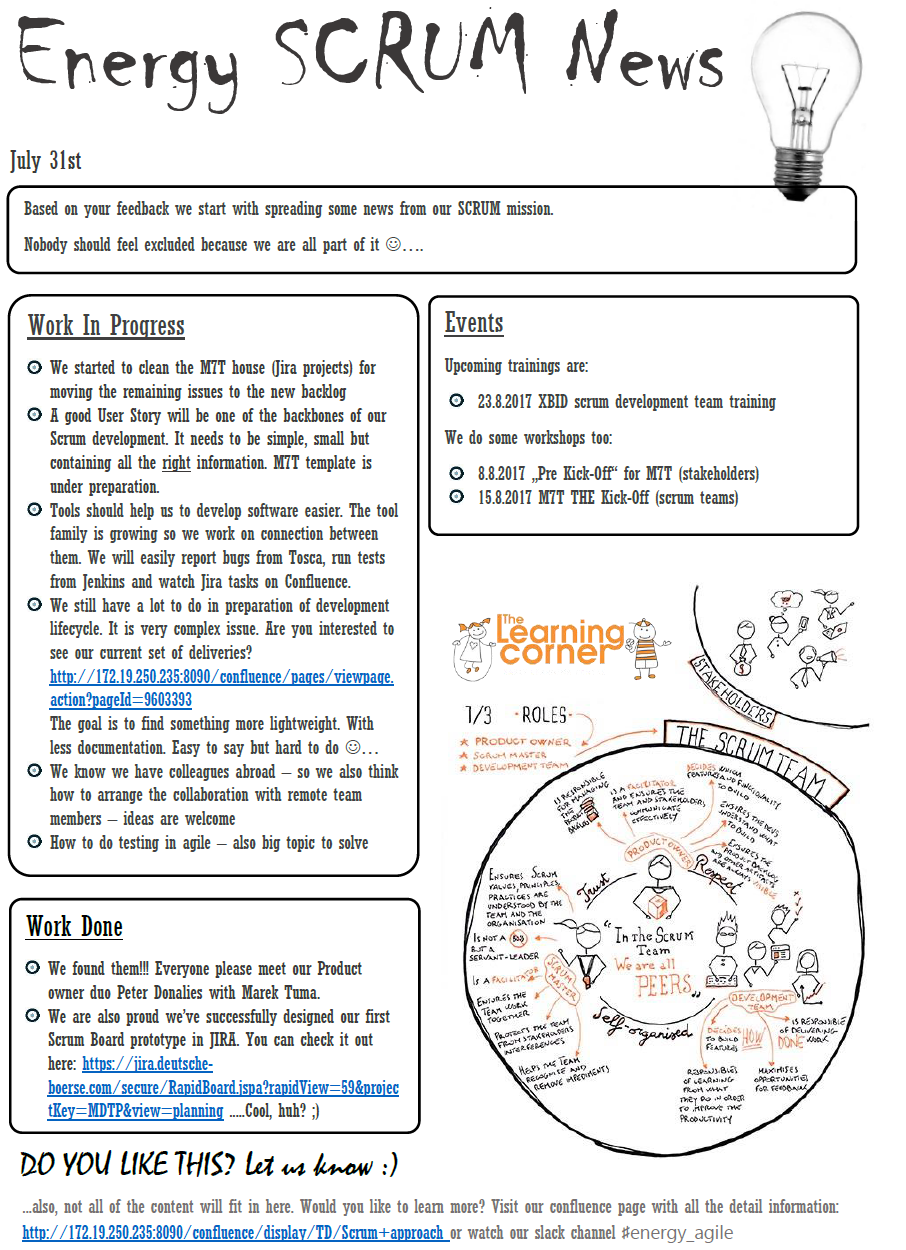 Energy SCRUM News
July 31st
Based on your feedback we start with spreading some news from our SCRUM mission.
Nobody should feel excluded because we are all part of it ☺….
Work In Progress
We started to clean the M7T house (Jira projects) for
moving the remaining issues to the new backlog
A good User Story will be one of the backbones of our
Scrum development. It needs to be simple, small but
containing all the right information. M7T template is
under preparation.
Tools should help us to develop software easier. The tool
family is growing so we work on connection between
them. We will easily report bugs from Tosca, run tests
from Jenkins and watch Jira tasks on Confluence.
We still have a lot to do in preparation of development
lifecycle. It is very complex issue. Are you interested to
see our current set of deliveries?
http://172.19.250.235:8090/confluence/pages/viewpage.
action?pageId=9603393
The goal is to find something more lightweight. With
less documentation. Easy to say but hard to do ☺…
We know we have colleagues abroad – so we also think
how to arrange the collaboration with remote team
members – ideas are welcome
How to do testing in agile – also big topic to solve
Work Done
We found them!!! Everyone please meet our Product
owner duo Peter Donalies with Marek Tuma.
We are also proud we've successfully designed our first
Scrum Board prototype in JIRA. You can check it out
here: https://jira.deutsche-
boerse.com/secure/RapidBoard.jspa?rapidView=59&projec
tKey=MDTP&view=planning .....Cool, huh? ;)
Events
Upcoming trainings are:
23.8.2017 XBID scrum development team training
We do some workshops too:
8.8.2017 „Pre Kick-Off“ for M7T (stakeholders)
15.8.2017 M7T THE Kick-Off (scrum teams)
The
Learning
corner
STAKEHOLDERS
1/3 · ROLES·
★ PRODUCT OWNER
★ SCRUM MASTER
★ DEVELOPMENT TEAM
THE SCRUM TEAM
IS RESPONSIBLE
FOR MANAGING
THE
PRODUCT
BACKLOG
IS A FACILITATOR
AND ENSURES THE
TEAM AND STAKEHOLDERS
COMMUNICATE
EFFECTIVELY
DECIDES WHICH
FEATURES AND FUNCTIONALITY
TO BUILD
ENSURES THE DEVS
UNDERSTAND WHAT
TO BUILD
ENSURES THE
PRODUCT BACKLOG
AND OTHER ARTIFACTS
ARE ALWAYS VISIBLE
PRODUCT OWNER
Trust
Respect
ENSURES SCRUM
VALUES, PRINCIPLES,
PRACTICES ARE
UNDERSTOOD BY THE
TEAM AND THE
ORGANISATION
IS NOT A
BUT A
SERVANT-LEADER
IS A FACILITATOR
SCRUM
MASTER
ENSURES THE
TEAM WORK
TOGETHER
PROTECTS THE TEAM
FROM STAKEHOLDERS
INTERFERENCES
HELPS THE TEAM
RECOGNISE AND
REMOVE IMPEDIMENTS
"In the SCRUM
Team
We are all
PEERS"
Self-organised
DEVELOPMENT
TEAM
DECIDES HOW
TO BUILD
FEATURES
IS RESPONSIBLE
OF DELIVERING
DONE WORK
RESPONSIBLES
OF LEARNING
FROM WHAT
THEY DO IN ORDER
TO IMPROVE THE
PRODUCTIVITY
MAXIMISES
OPPORTUNITIES
FOR FEEDBACK
DO YOU LIKE THIS? Let us know :)
...also, not all of the content will fit in here. Would you like to learn more? Visit our confluence page with all the detail information:
http://172.19.250.235:8090/confluence/display/TD/Scrum+approach or watch our slack channel #energy_agile